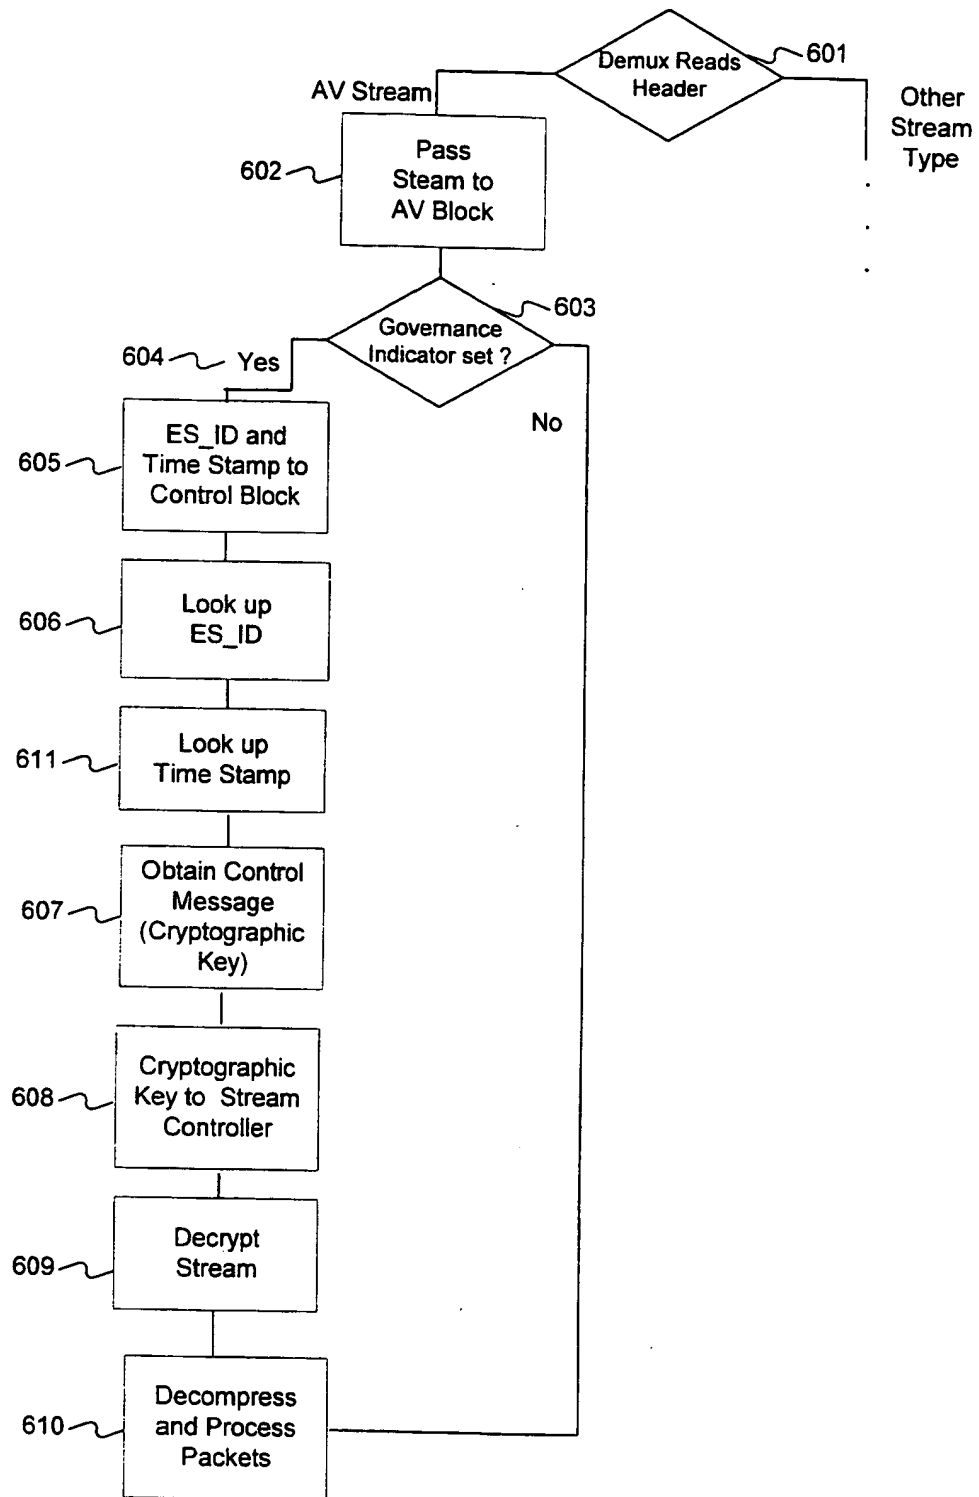 Demux Reads
Header
601
AV Stream
Other
Stream
Type
Pass
Steam to
AV Block
602
603
Governance
Indicator set ?
604
Yes
No
ES_ID and
Time Stamp to
Control Block
605
Look up
ES_ID
606
Look up
Time Stamp
611
Obtain Control
Message
(Cryptographic
Key)
607
Cryptographic
Key to Stream
Controller
608
Decrypt
Stream
609
Decompress
and Process
Packets
610